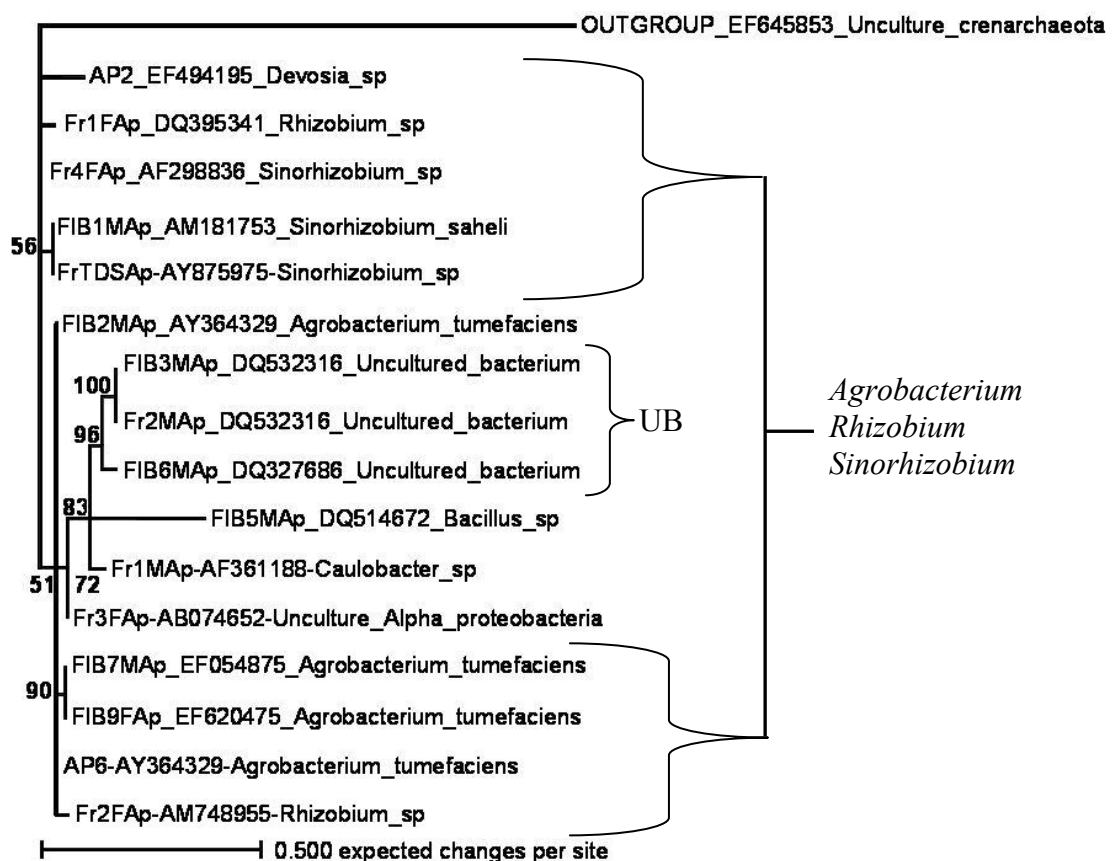 OUTGROUP_EF645853_Unculture_crenarchaeota
AP2_EF494195_Devosia_sp
Fr1FAp_DQ395341_Rhizobium_sp
Fr4FAp_AF298836_Sinorhizobium_sp
FIB1MAp_AM181753_Sinorhizobium_saheli
56
FrTDSAp-AY875975-Sinorhizobium_sp
FIB2MAp_AY364329_Agrobacterium_tumefaciens
FIB3MAp_DQ532316_Uncultured_bacterium
100
Fr2MAp_DQ532316_Uncultured_bacterium
UB
96
FIB6MAp_DQ327686_Uncultured_bacterium
Agrobacterium
Rhizobium
Sinorhizobium
83
FIB5MAp_DQ514672_Bacillus_sp
Fr1MAp-AF361188-Caulobacter_sp
51
72
Fr3FAp-AB074652-Unculture_Alpha_proteobacteria
FIB7MAp_EF054875_Agrobacterium_tumefaciens
90
FIB9FAp_EF620475_Agrobacterium_tumefaciens
AP6-AY364329-Agrobacterium_tumefaciens
Fr2FAp-AM748955-Rhizobium_sp
0.500 expected changes per site